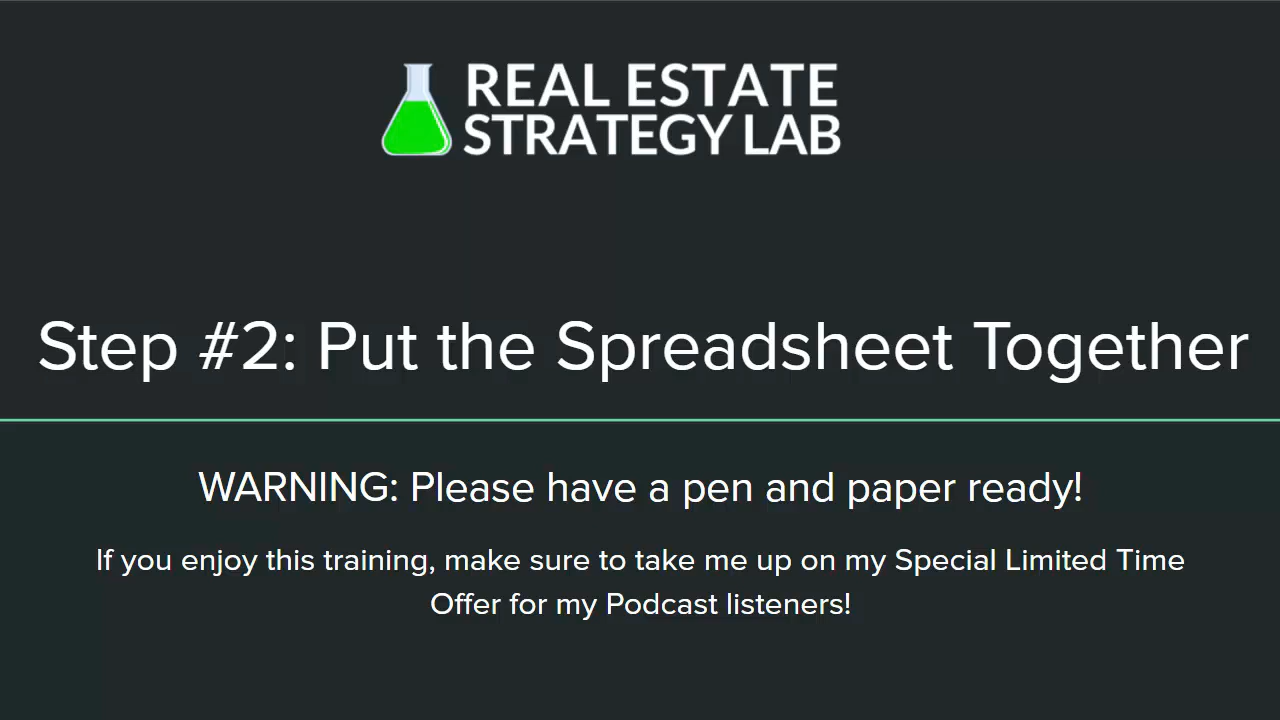 REAL ESTATE
STRATEGY LAB
Step #2: Put the Spreadsheet Together
WARNING: Please have a pen and paper ready!
If you enjoy this training, make sure to take me up on my Special Limited Time
Offer for my Podcast listeners!